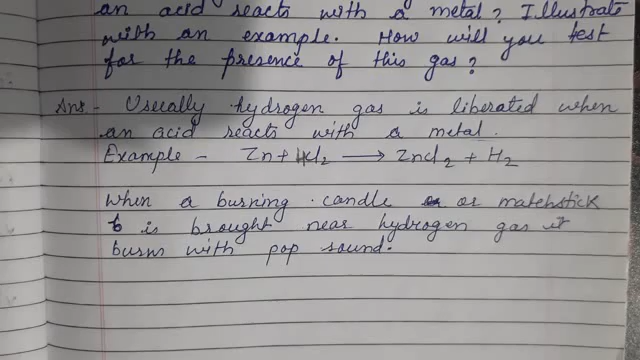 an acid reacts with a metal? Illustrate
with an example. How will you test
for the presence of this gas?
Ans.- Usually hydrogen gas is liberated when
an acid reacts with a metal.
Example - Zn + HCl₂ → ZnCl₂ + H₂
When a burning candle or matchstick
is brought near hydrogen gas it
burns with pop sound.